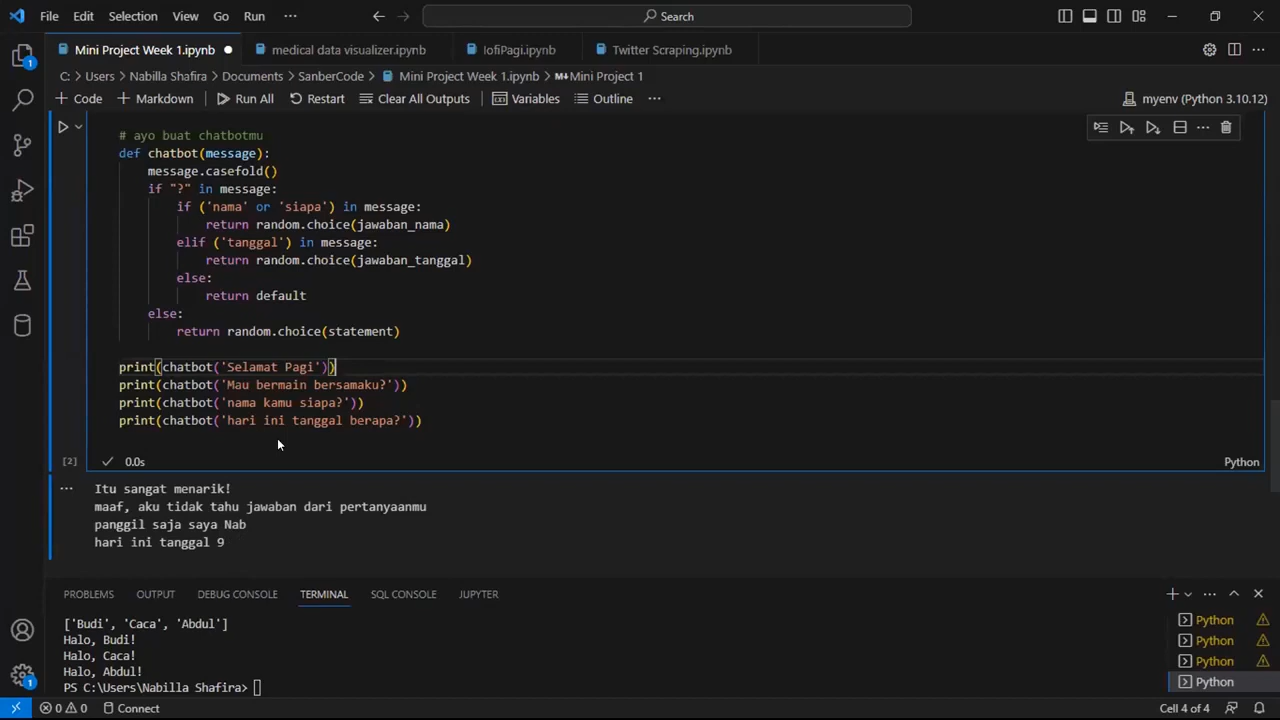 File Edit Selection View Go Run ··· Search
Mini Project Week 1.ipynb medical data visualizer.ipynb lofiPagi.ipynb Twitter Scraping.ipynb
C: > Users > Nabilla Shafira > Documents > SanberCode > Mini Project Week 1.ipynb > Mini Project 1
+ Code + Markdown Run All Restart Clear All Outputs Variables Outline ··· myenv (Python 3.10.12)
# ayo buat chatbotmu
def chatbot(message):
    message.casefold()
    if "?" in message:
        if ('nama' or 'siapa') in message:
            return random.choice(jawaban_nama)
        elif ('tanggal') in message:
            return random.choice(jawaban_tanggal)
        else:
            return default
    else:
        return random.choice(statement)
print(chatbot('Selamat Pagi'))
print(chatbot('Mau bermain bersamaku?'))
print(chatbot('nama kamu siapa?'))
print(chatbot('hari ini tanggal berapa?'))
[2] 0.0s Python
Itu sangat menarik!
maaf, aku tidak tahu jawaban dari pertanyaanmu
panggil saja saya Nab
hari ini tanggal 9
PROBLEMS OUTPUT DEBUG CONSOLE TERMINAL SQL CONSOLE JUPYTER
['Budi', 'Caca', 'Abdul']
Halo, Budi!
Halo, Caca!
Halo, Abdul!
PS C:\Users\Nabilla Shafira>
Python
Python
Python
Python
1
1
0 0 Connect Cell 4 of 4